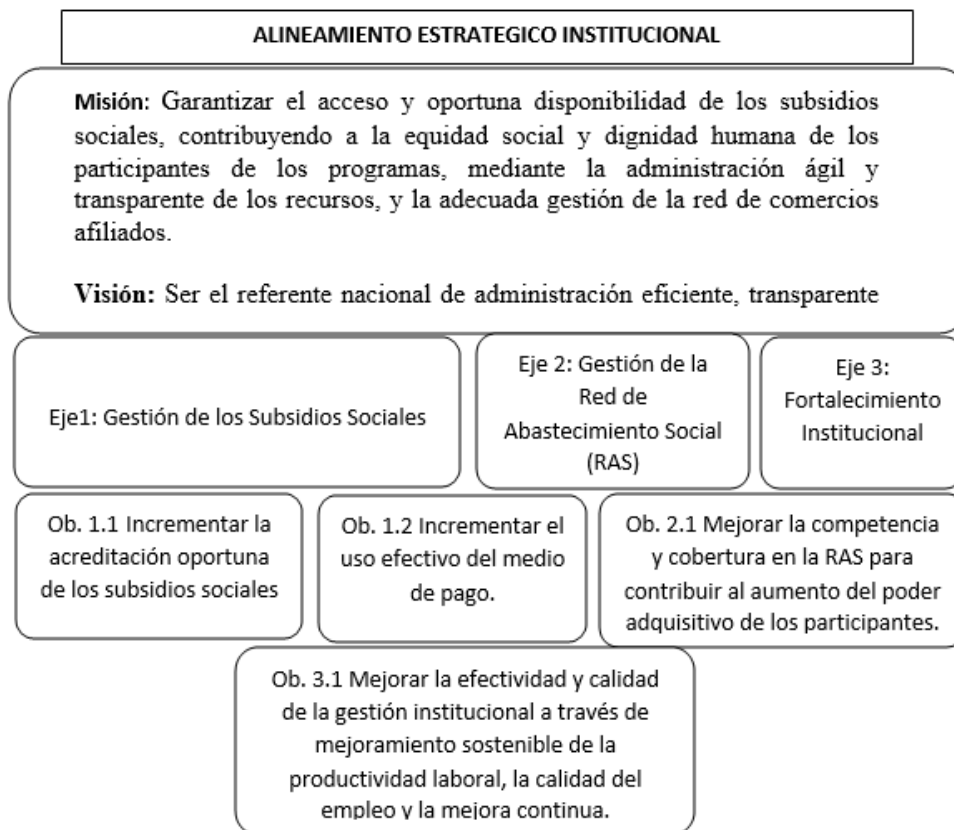 ALINEAMIENTO ESTRATEGICO INSTITUCIONAL
Misión: Garantizar el acceso y oportuna disponibilidad de los subsidios
sociales, contribuyendo a la equidad social y dignidad humana de los
participantes de los programas, mediante la administración ágil y
transparente de los recursos, y la adecuada gestión de la red de comercios
afiliados.
Visión: Ser el referente nacional de administración eficiente, transparente
Eje1: Gestión de los Subsidios Sociales
Eje 2: Gestión de la
Red de
Abastecimiento Social
(RAS)
Eje 3:
Fortalecimiento
Institucional
Ob. 1.1 Incrementar la
acreditación oportuna
de los subsidios sociales
Ob. 1.2 Incrementar el
uso efectivo del medio
de pago.
Ob. 2.1 Mejorar la competencia
y cobertura en la RAS para
contribuir al aumento del poder
adquisitivo de los participantes.
Ob. 3.1 Mejorar la efectividad y calidad
de la gestión institucional a través de
mejoramiento sostenible de la
productividad laboral, la calidad del
empleo y la mejora continua.